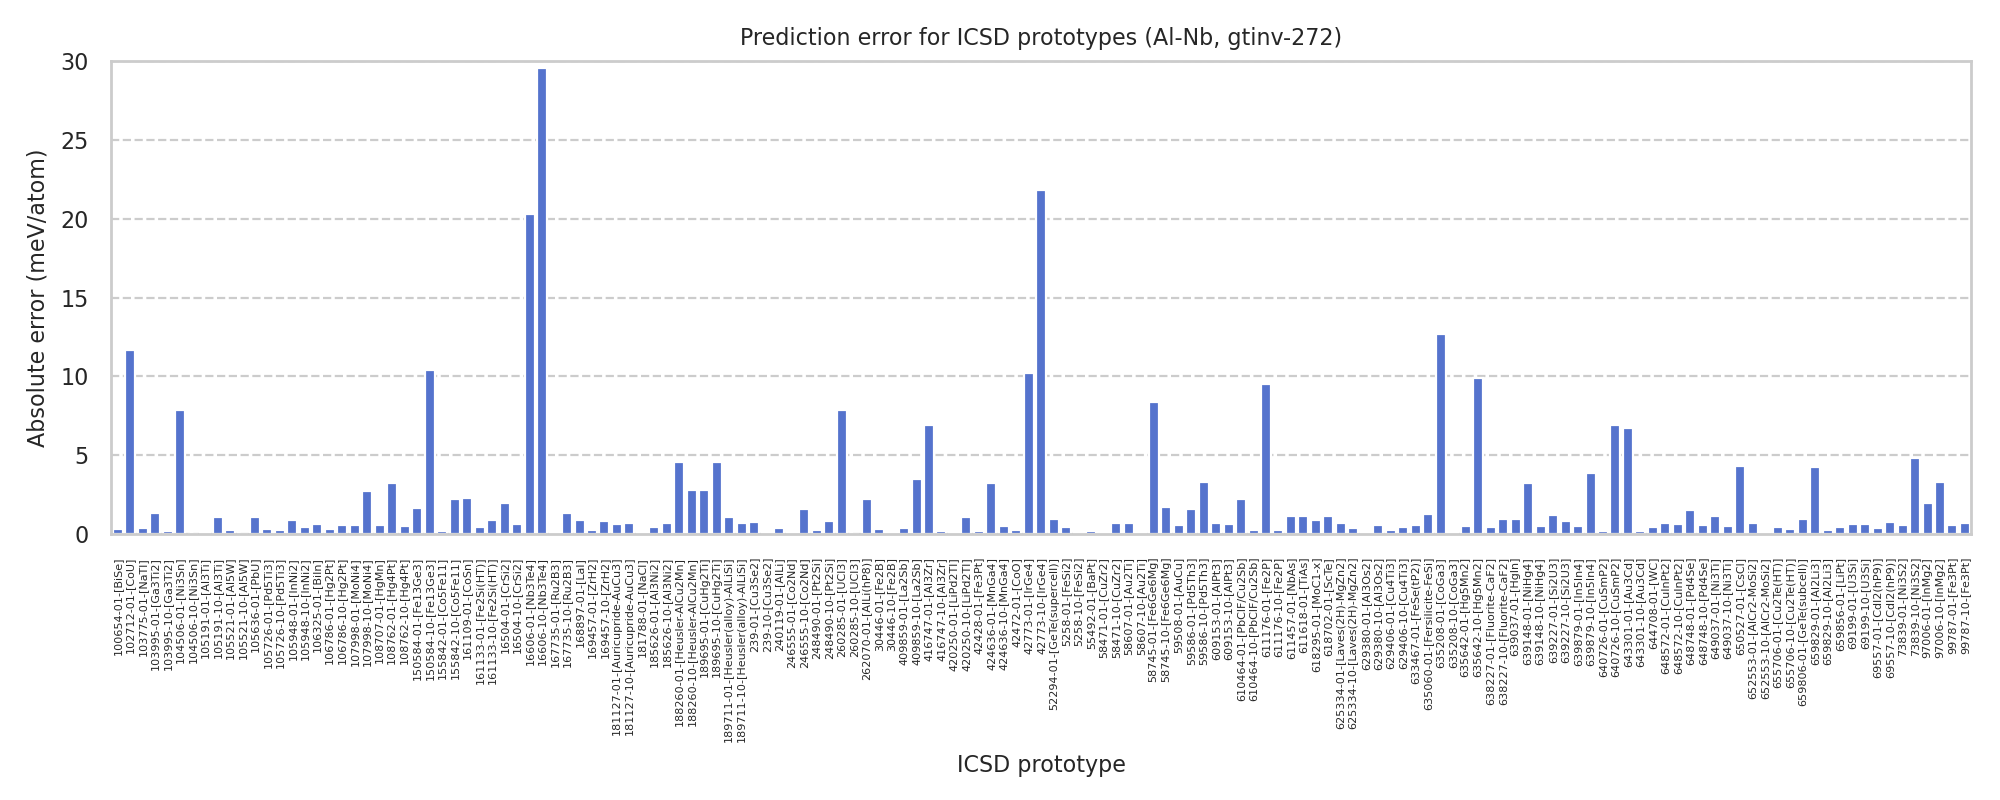 Prediction error for ICSD prototypes (Al-Nb, gtinv-272)
Absolute error (meV/atom)
30
25
20
15
10
5
0
100654-01-[BiSe]
102712-01-[CoU]
103775-01-[NaTl]
103995-01-[Ga3Ti2]
103995-10-[Ga3Ti2]
104506-01-[Ni3Sn]
104506-10-[Ni3Sn]
105191-01-[Al3Ti]
105191-10-[Al3Ti]
105521-01-[Al5W]
105521-10-[Al5W]
105636-01-[PbU]
105726-01-[Pd5Ti3]
105726-10-[Pd5Ti3]
105948-01-[InNi2]
105948-10-[InNi2]
106325-01-[BiIn]
106786-01-[Hg2Pt]
106786-10-[Hg2Pt]
107998-01-[MoNi4]
107998-10-[MoNi4]
108707-01-[HgMn]
108762-01-[Hg4Pt]
108762-10-[Hg4Pt]
150584-01-[Fe13Ge3]
150584-10-[Fe13Ge3]
155842-01-[Co5Fe11]
155842-10-[Co5Fe11]
161109-01-[CoSn]
161133-01-[Fe2Si(HT)]
161133-10-[Fe2Si(HT)]
16504-01-[CrSi2]
16504-10-[CrSi2]
16606-01-[Nb3Te4]
16606-10-[Nb3Te4]
167735-01-[Ru2B3]
167735-10-[Ru2B3]
168897-01-[LaI]
169457-01-[ZrH2]
169457-10-[ZrH2]
181127-01-[Auricupride-AuCu3]
181127-10-[Auricupride-AuCu3]
181788-01-[NaCl]
185626-01-[Al3Ni2]
185626-10-[Al3Ni2]
188260-01-[Heusler-AlCu2Mn]
188260-10-[Heusler-AlCu2Mn]
189695-01-[CuHg2Ti]
189695-10-[CuHg2Ti]
189711-01-[Heusler(alloy)-AlLiSi]
189711-10-[Heusler(alloy)-AlLiSi]
239-01-[Cu3Se2]
239-10-[Cu3Se2]
240119-01-[AlLi]
246555-01-[Co2Nd]
246555-10-[Co2Nd]
248490-01-[Pt2Si]
248490-10-[Pt2Si]
260285-01-[UCl3]
260285-10-[UCl3]
262070-01-[AlLi(hP8)]
30446-01-[Fe2B]
30446-10-[Fe2B]
409859-01-[La2Sb]
409859-10-[La2Sb]
416747-01-[Al3Zr]
416747-10-[Al3Zr]
420250-01-[LiPd2Tl]
420250-10-[LiPd2Tl]
42428-01-[Fe3Pt]
424636-01-[MnGa4]
424636-10-[MnGa4]
42472-01-[CoO]
42773-01-[IrGe4]
42773-10-[IrGe4]
52294-01-[GeTe(supercell)]
5258-01-[FeSi2]
5258-10-[FeSi2]
55492-01-[BaPt]
58471-01-[CuZr2]
58471-10-[CuZr2]
58607-01-[Au2Ti]
58607-10-[Au2Ti]
58745-01-[Fe6Ge6Mg]
58745-10-[Fe6Ge6Mg]
59508-01-[AuCu]
59586-01-[Pd5Th3]
59586-10-[Pd5Th3]
609153-01-[AlPt3]
609153-10-[AlPt3]
610464-01-[PbClF/Cu2Sb]
610464-10-[PbClF/Cu2Sb]
611176-01-[Fe2P]
611176-10-[Fe2P]
611457-01-[NbAs]
611618-01-[TiAs]
618295-01-[MoC1-x]
618702-01-[ScTe]
625334-01-[Laves(2H)-MgZn2]
625334-10-[Laves(2H)-MgZn2]
629380-01-[Al3Os2]
629380-10-[Al3Os2]
629406-01-[Cu4Ti3]
629406-10-[Cu4Ti3]
633467-01-[FeSe(tP2)]
635060-01-[Fersilicite-FeSi]
635208-01-[CoGa3]
635208-10-[CoGa3]
635642-01-[Hg5Mn2]
635642-10-[Hg5Mn2]
638227-01-[Fluorite-CaF2]
638227-10-[Fluorite-CaF2]
639037-01-[HgIn]
639148-01-[NiHg4]
639148-10-[NiHg4]
639227-01-[Si2U3]
639227-10-[Si2U3]
639879-01-[In5In4]
639879-10-[In5In4]
640726-01-[CuSmP2]
640726-10-[CuSmP2]
643301-01-[Au3Cd]
643301-10-[Au3Cd]
644708-01-[WC]
648572-01-[CuInPt2]
648572-10-[CuInPt2]
648748-01-[Pd4Se]
648748-10-[Pd4Se]
649037-01-[Ni3Ti]
649037-10-[Ni3Ti]
650527-01-[CsCl]
652553-01-[AlCr2-MoSi2]
652553-10-[AlCr2-MoSi2]
655706-01-[Cu2Te(HT)]
655706-10-[Cu2Te(HT)]
659806-01-[GeTe(subcell)]
659829-01-[Al2Li3]
659829-10-[Al2Li3]
659856-01-[LiPt]
69199-01-[U3Si]
69199-10-[U3Si]
69557-01-[CdI2(hP9)]
69557-10-[CdI2(hP9)]
73839-01-[Ni3S2]
73839-10-[Ni3S2]
97006-01-[InMg2]
97006-10-[InMg2]
99787-01-[Fe3Pt]
99787-10-[Fe3Pt]
ICSD prototype